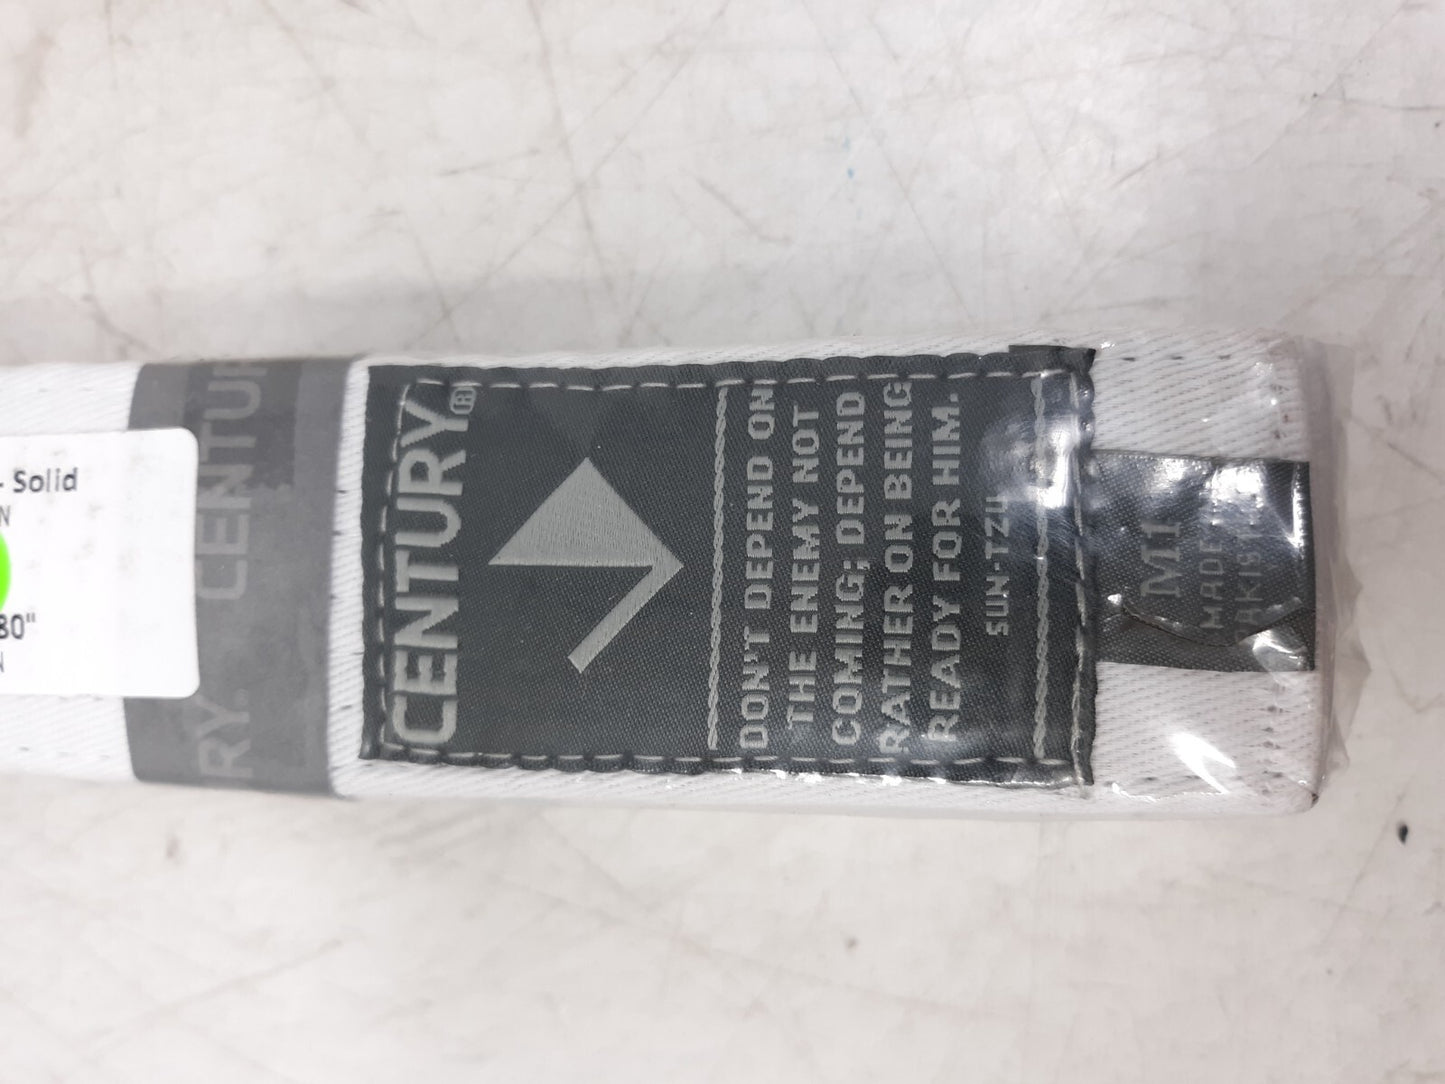 - Solid
N
80"
N
CENTURY
RY.
CENTURY®
DON'T DEPEND ON
THE ENEMY NOT
COMING; DEPEND
RATHER ON BEING
READY FOR HIM.
SUN-TZU
M1
MADE